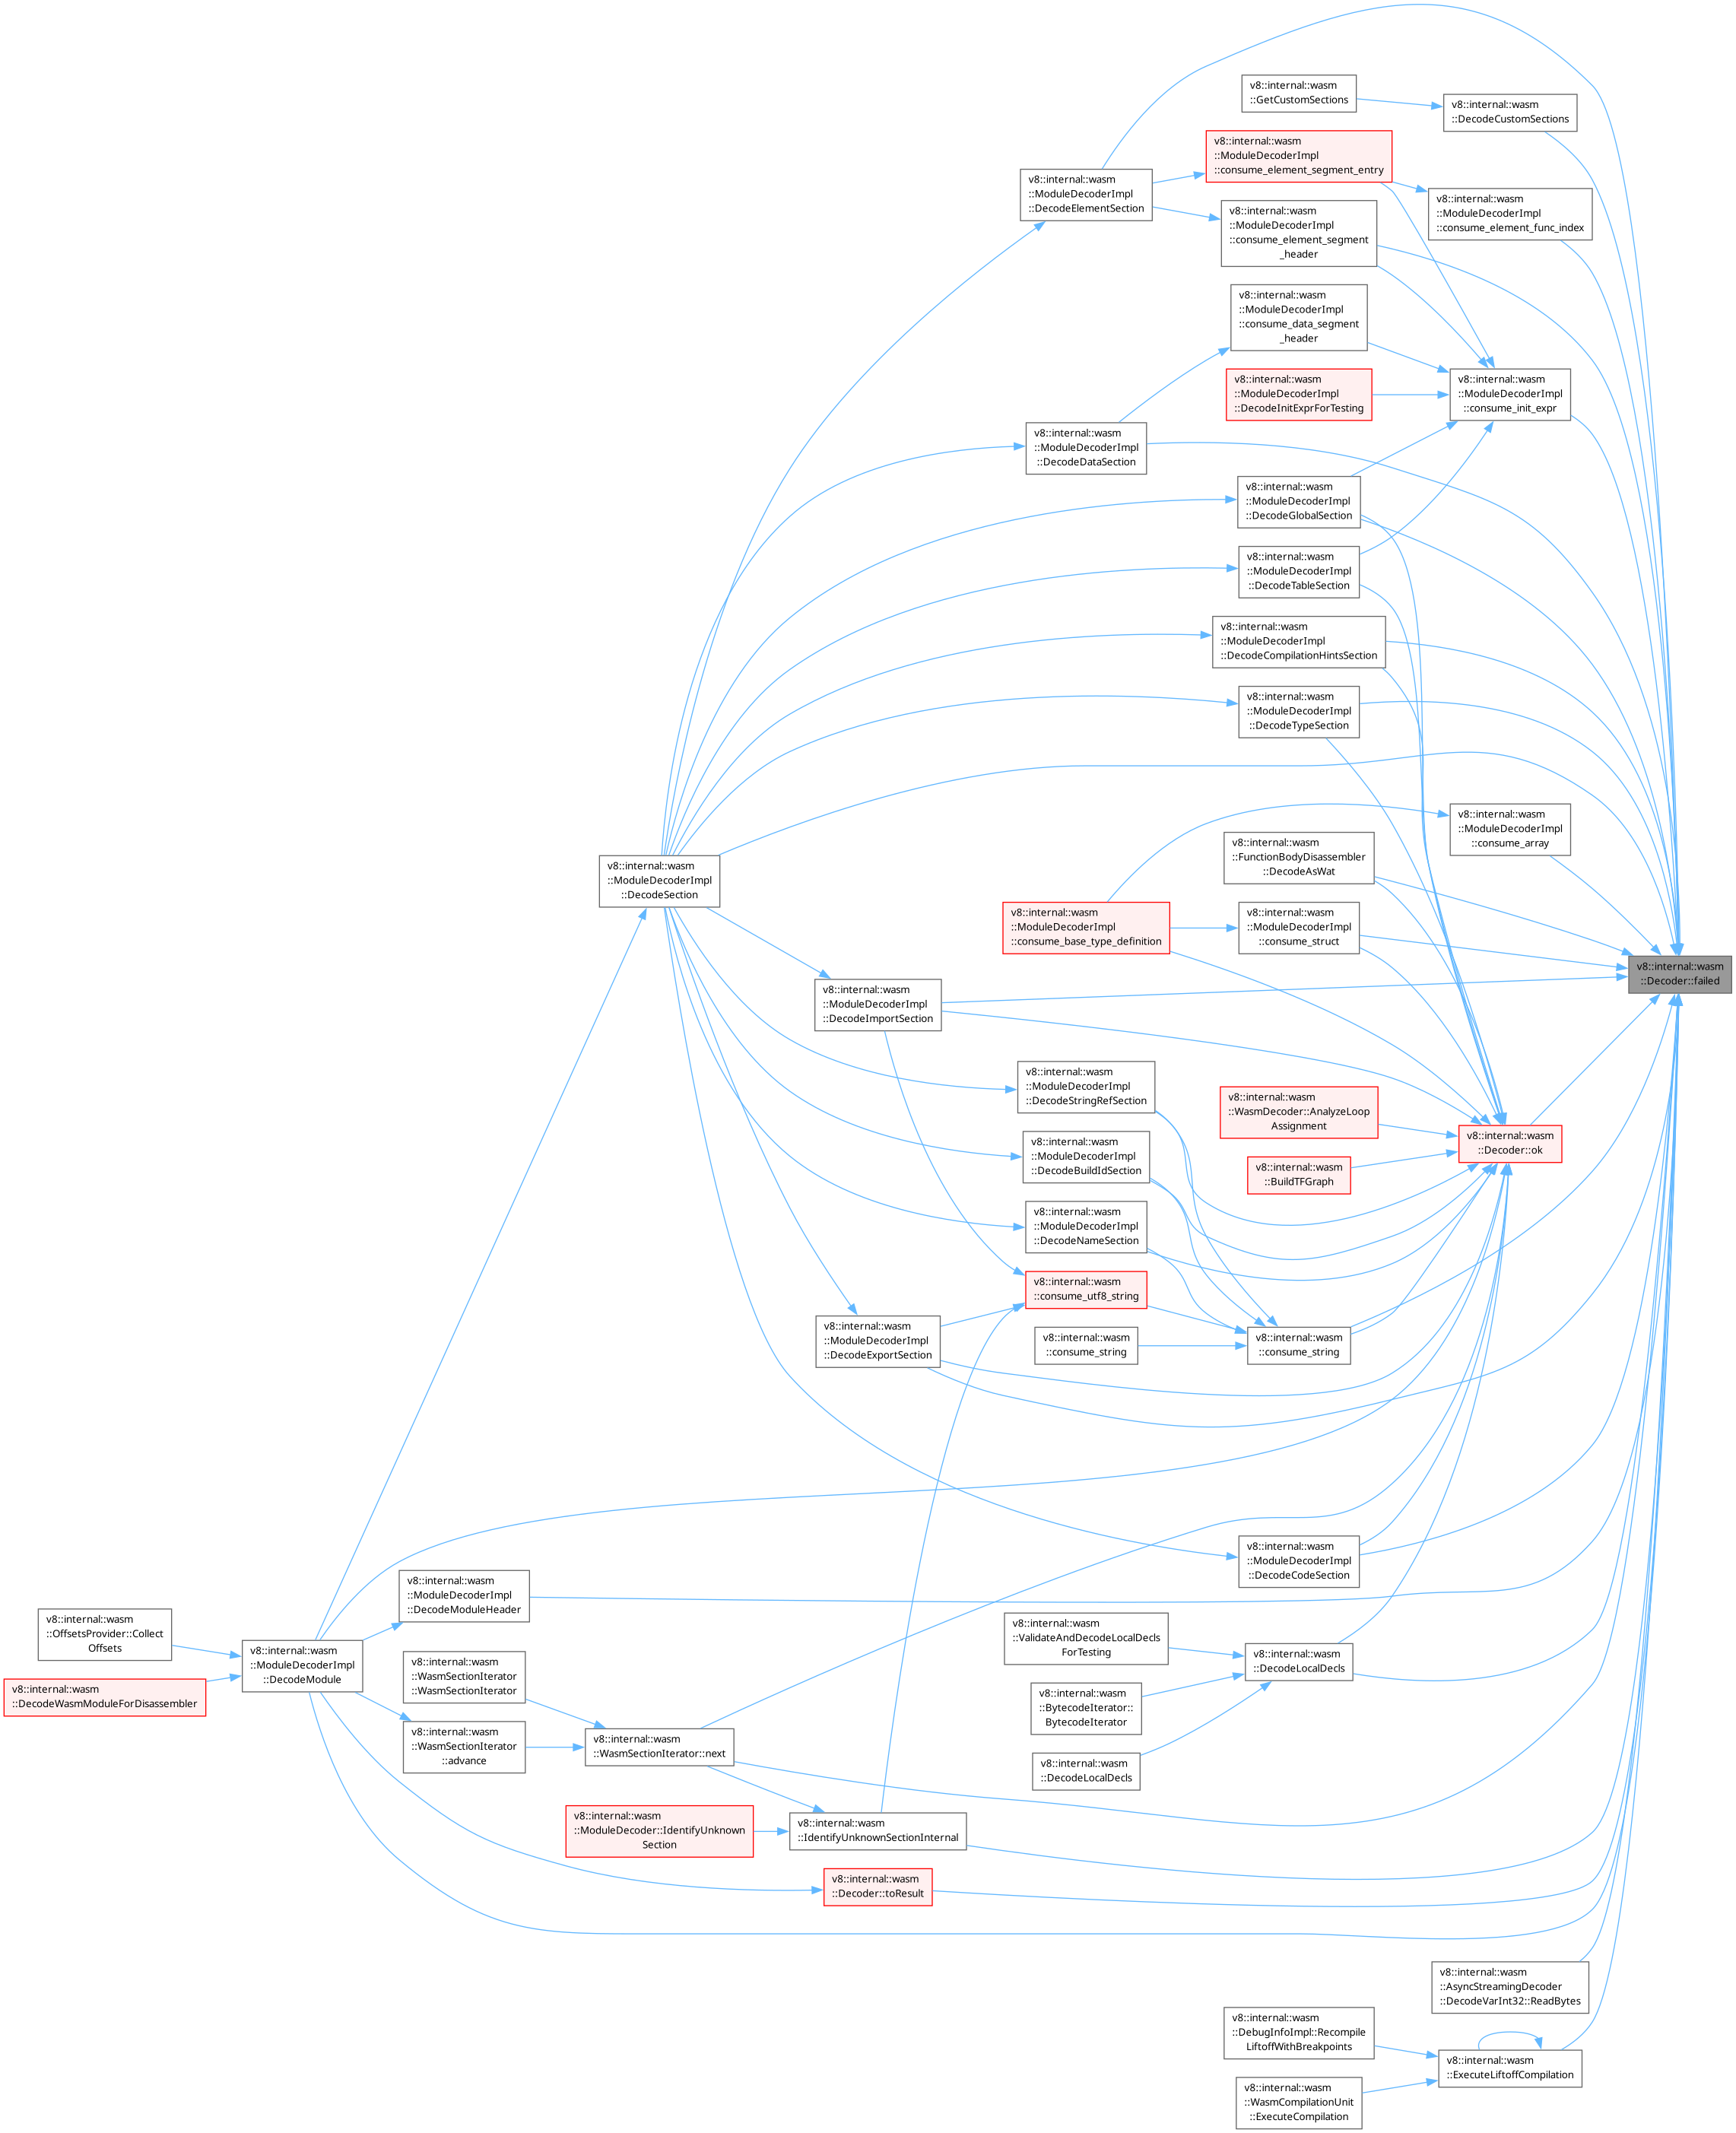 v8::internal::wasm
::GetCustomSections
v8::internal::wasm
::DecodeCustomSections
v8::internal::wasm
::ModuleDecoderImpl
::consume_element_segment_entry
v8::internal::wasm
::ModuleDecoderImpl
::DecodeElementSection
v8::internal::wasm
::ModuleDecoderImpl
::consume_element_func_index
v8::internal::wasm
::ModuleDecoderImpl
::consume_element_segment
_header
v8::internal::wasm
::ModuleDecoderImpl
::consume_data_segment
_header
v8::internal::wasm
::ModuleDecoderImpl
::DecodeInitExprForTesting
v8::internal::wasm
::ModuleDecoderImpl
::consume_init_expr
v8::internal::wasm
::ModuleDecoderImpl
::DecodeDataSection
v8::internal::wasm
::ModuleDecoderImpl
::DecodeGlobalSection
v8::internal::wasm
::ModuleDecoderImpl
::DecodeTableSection
v8::internal::wasm
::ModuleDecoderImpl
::DecodeCompilationHintsSection
v8::internal::wasm
::ModuleDecoderImpl
::DecodeTypeSection
v8::internal::wasm
::ModuleDecoderImpl
::consume_array
v8::internal::wasm
::FunctionBodyDisassembler
::DecodeAsWat
v8::internal::wasm
::ModuleDecoderImpl
::DecodeSection
v8::internal::wasm
::ModuleDecoderImpl
::consume_base_type_definition
v8::internal::wasm
::ModuleDecoderImpl
::consume_struct
v8::internal::wasm
::Decoder::failed
v8::internal::wasm
::ModuleDecoderImpl
::DecodeImportSection
v8::internal::wasm
::ModuleDecoderImpl
::DecodeStringRefSection
v8::internal::wasm
::WasmDecoder::AnalyzeLoop
Assignment
v8::internal::wasm
::Decoder::ok
v8::internal::wasm
::ModuleDecoderImpl
::DecodeBuildIdSection
v8::internal::wasm
::BuildTFGraph
v8::internal::wasm
::ModuleDecoderImpl
::DecodeNameSection
v8::internal::wasm
::consume_utf8_string
v8::internal::wasm
::ModuleDecoderImpl
::DecodeExportSection
v8::internal::wasm
::consume_string
v8::internal::wasm
::consume_string
v8::internal::wasm
::ModuleDecoderImpl
::DecodeCodeSection
v8::internal::wasm
::ModuleDecoderImpl
::DecodeModuleHeader
v8::internal::wasm
::OffsetsProvider::Collect
Offsets
v8::internal::wasm
::ModuleDecoderImpl
::DecodeModule
v8::internal::wasm
::DecodeWasmModuleForDisassembler
v8::internal::wasm
::WasmSectionIterator
::WasmSectionIterator
v8::internal::wasm
::ValidateAndDecodeLocalDecls
ForTesting
v8::internal::wasm
::DecodeLocalDecls
v8::internal::wasm
::BytecodeIterator::
BytecodeIterator
v8::internal::wasm
::WasmSectionIterator
::advance
v8::internal::wasm
::WasmSectionIterator::next
v8::internal::wasm
::DecodeLocalDecls
v8::internal::wasm
::ModuleDecoder::IdentifyUnknown
Section
v8::internal::wasm
::IdentifyUnknownSectionInternal
v8::internal::wasm
::Decoder::toResult
v8::internal::wasm
::AsyncStreamingDecoder
::DecodeVarInt32::ReadBytes
v8::internal::wasm
::DebugInfoImpl::Recompile
LiftoffWithBreakpoints
v8::internal::wasm
::ExecuteLiftoffCompilation
v8::internal::wasm
::WasmCompilationUnit
::ExecuteCompilation